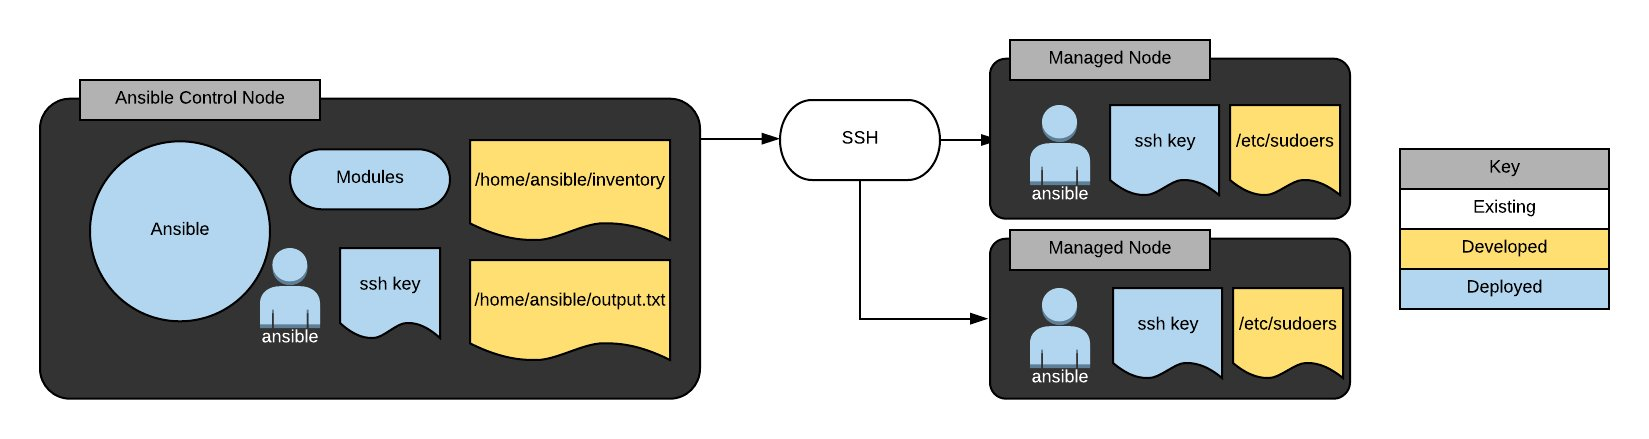 Ansible Control Node
Ansible
Modules
/home/ansible/inventory
ansible
ssh key
/home/ansible/output.txt
SSH
Managed Node
ansible
ssh key
/etc/sudoers
Managed Node
ansible
ssh key
/etc/sudoers
Key
Existing
Developed
Deployed